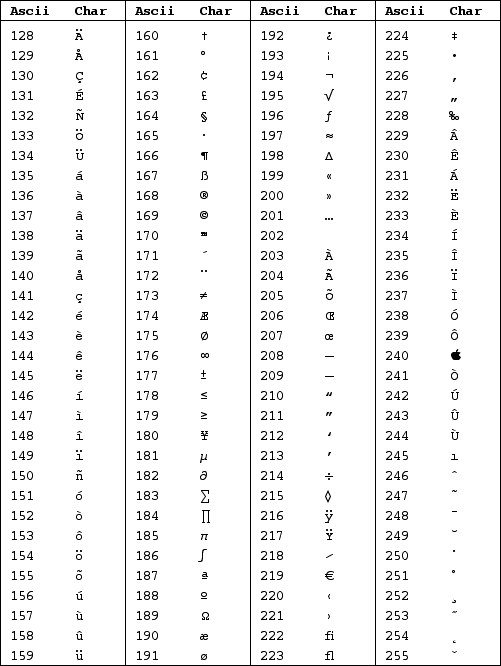 Ascii Char Ascii Char Ascii Char Ascii Char
128 Ä 160 † 192 ¿ 224 ‡
129 Å 161 ° 193 ¡ 225 •
130 Ç 162 ¢ 194 ¬ 226 ‚
131 É 163 £ 195 √ 227 „
132 Ñ 164 § 196 ƒ 228 ‰
133 Ö 165 · 197 ≈ 229 Â
134 Ü 166 ¶ 198 ∆ 230 Ê
135 á 167 ß 199 « 231 Á
136 à 168 ® 200 » 232 Ë
137 â 169 © 201 … 233 È
138 ä 170 ™ 202 234 Í
139 ã 171 ´ 203 À 235 Î
140 å 172 ¨ 204 Ã 236 Ï
141 ç 173 ≠ 205 Õ 237 Ì
142 é 174 Æ 206 Œ 238 Ó
143 è 175 Ø 207 œ 239 Ô
144 ê 176 ∞ 208 – 240 
145 ë 177 ± 209 — 241 Ò
146 í 178 ≤ 210 “ 242 Ú
147 ì 179 ≥ 211 ” 243 Û
148 î 180 ¥ 212 ‘ 244 Ù
149 ï 181 µ 213 ’ 245 ı
150 ñ 182 ∂ 214 ÷ 246 ˆ
151 ó 183 ∑ 215 ◊ 247 ˜
152 ò 184 ∏ 216 ÿ 248 ¯
153 ô 185 π 217 Ÿ 249 ˘
154 ö 186 ∫ 218 ⁄ 250 ˙
155 õ 187 ª 219 € 251 ˚
156 ú 188 º 220 ‹ 252 ¸
157 ù 189 Ω 221 › 253 ˝
158 û 190 æ 222 ﬁ 254 ˛
159 ü 191 ø 223 ﬂ 255 ˇ